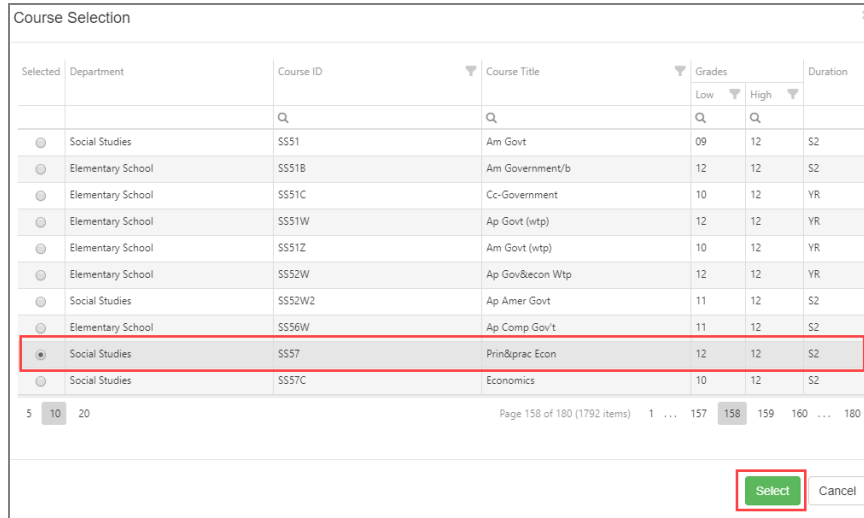 Course Selection
Selected Department Course ID Course Title Grades Duration
Low High
Social Studies SS51 Am Govt 09 12 S2
Elementary School SS51B Am Government/b 12 12 S2
Elementary School SS51C Cc-Government 10 12 YR
Elementary School SS51W Ap Govt (wtp) 12 12 YR
Elementary School SS51Z Am Govt (wtp) 10 12 YR
Elementary School SS52W Ap Gov&econ Wtp 12 12 YR
Social Studies SS52W2 Ap Amer Govt 11 12 S2
Elementary School SS56W Ap Comp Gov't 11 12 S2
Social Studies SS57 Prin&prac Econ 12 12 S2
Social Studies SS57C Economics 10 12 S2
5 10 20 Page 158 of 180 (1792 items) 1 ... 157 158 159 160 ... 180
Select Cancel